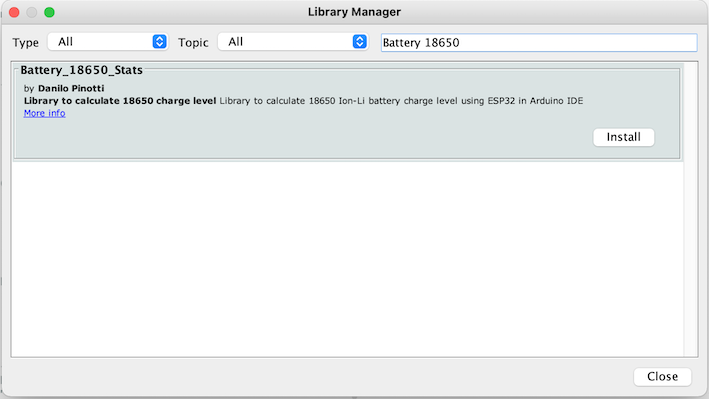 Library Manager
Type All Topic All Battery 18650
Battery_18650_Stats
by Danilo Pinotti
Library to calculate 18650 charge level Library to calculate 18650 Ion-Li battery charge level using ESP32 in Arduino IDE
More info
Install
Close